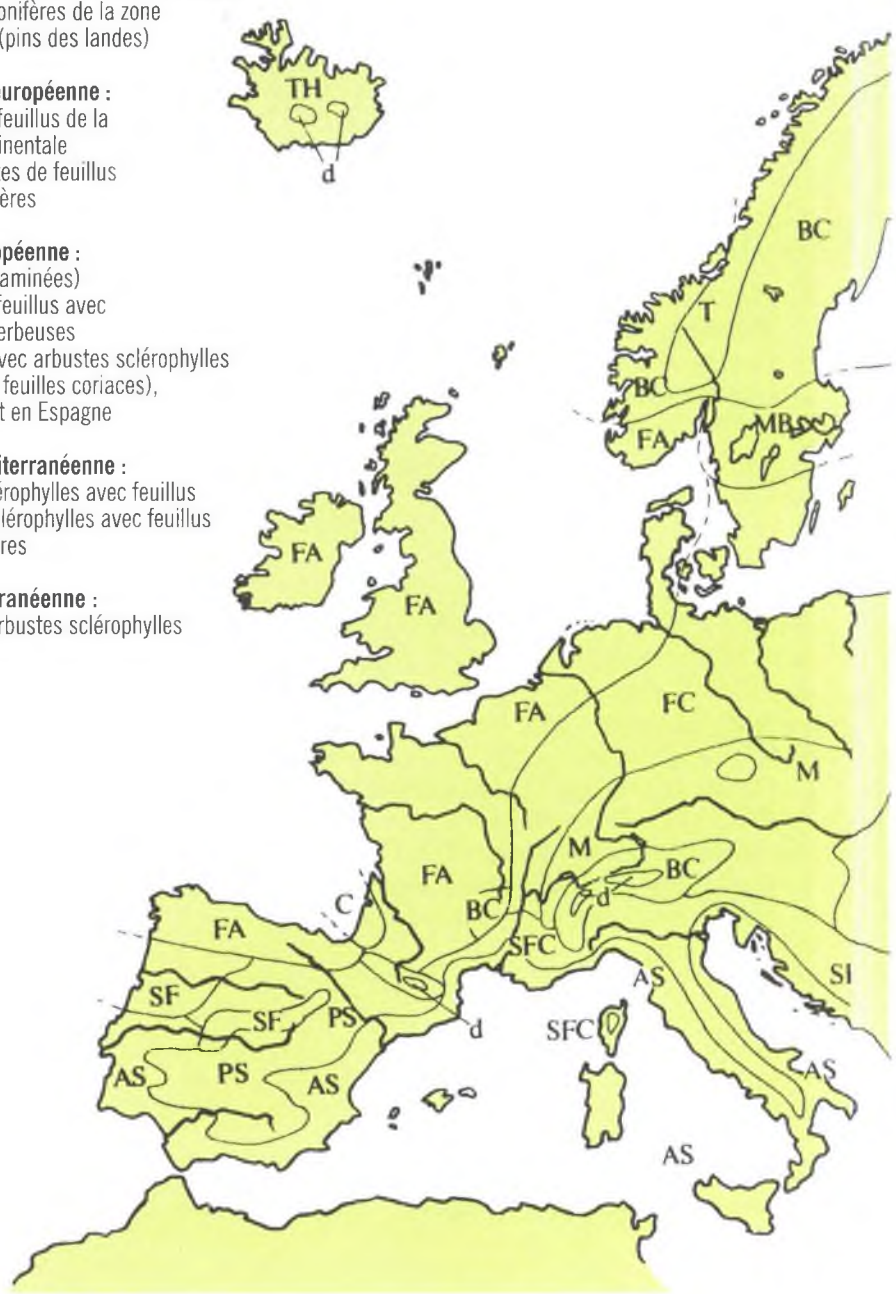 onifères de la zone
(pins des landes)
européenne :
feuillus de la
inentale
es de feuillus
ères
opéenne :
aminées)
feuillus avec
erbeuses
vec arbustes sclérophylles
feuilles coriaces),
t en Espagne
iterranéenne :
érophylles avec feuillus
lérophylles avec feuillus
res
ranéenne :
rbustes sclérophylles
TH
d
BC
T
BC
FA
MB
FA
FA
FA
FC
M
M
BC
FA
d
C
BC
FA
SFC
SF
AS
SI
SF
PS
SFC
d
AS
PS
AS
AS
AS